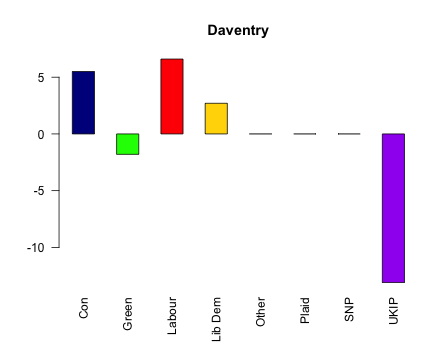 Daventry
5
0
-5
-10
Con
Green
Labour
Lib Dem
Other
Plaid
SNP
UKIP